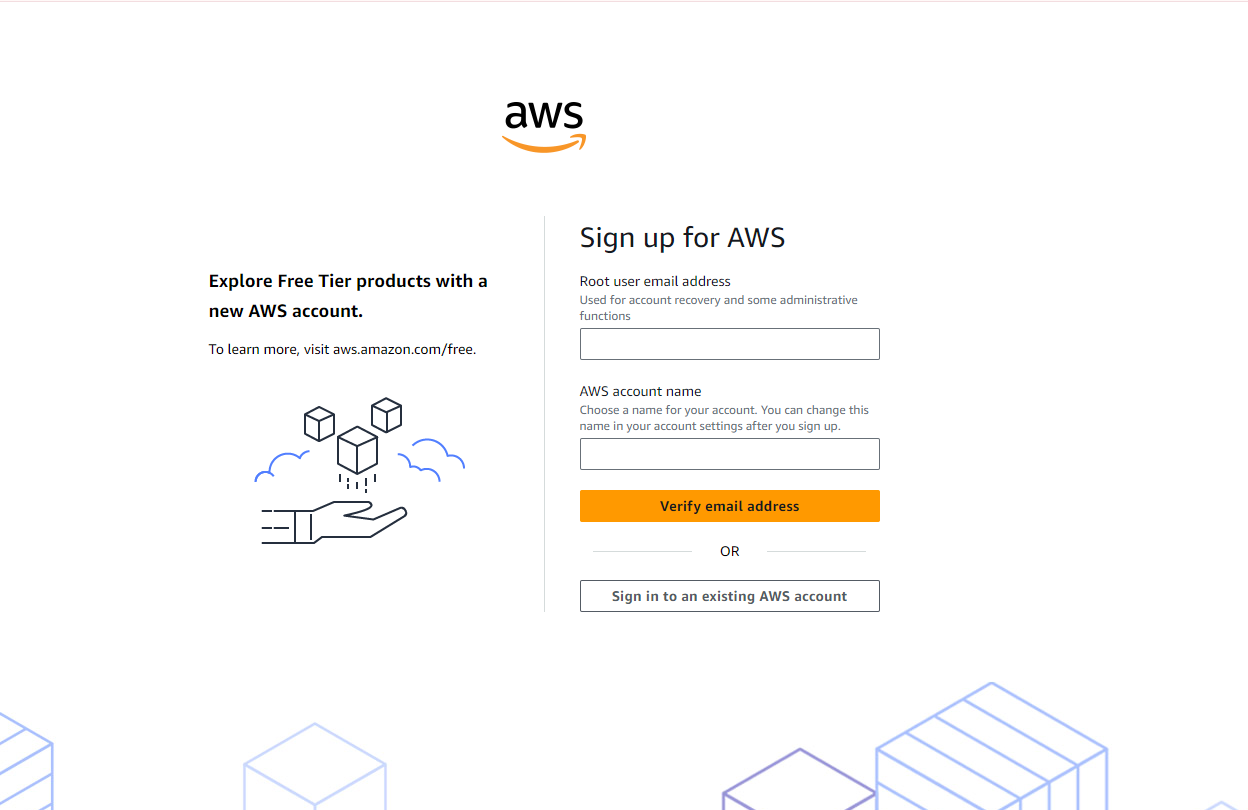 aws
Explore Free Tier products with a
new AWS account.
To learn more, visit aws.amazon.com/free.
Sign up for AWS
Root user email address
Used for account recovery and some administrative
functions
AWS account name
Choose a name for your account. You can change this
name in your account settings after you sign up.
Verify email address
OR
Sign in to an existing AWS account